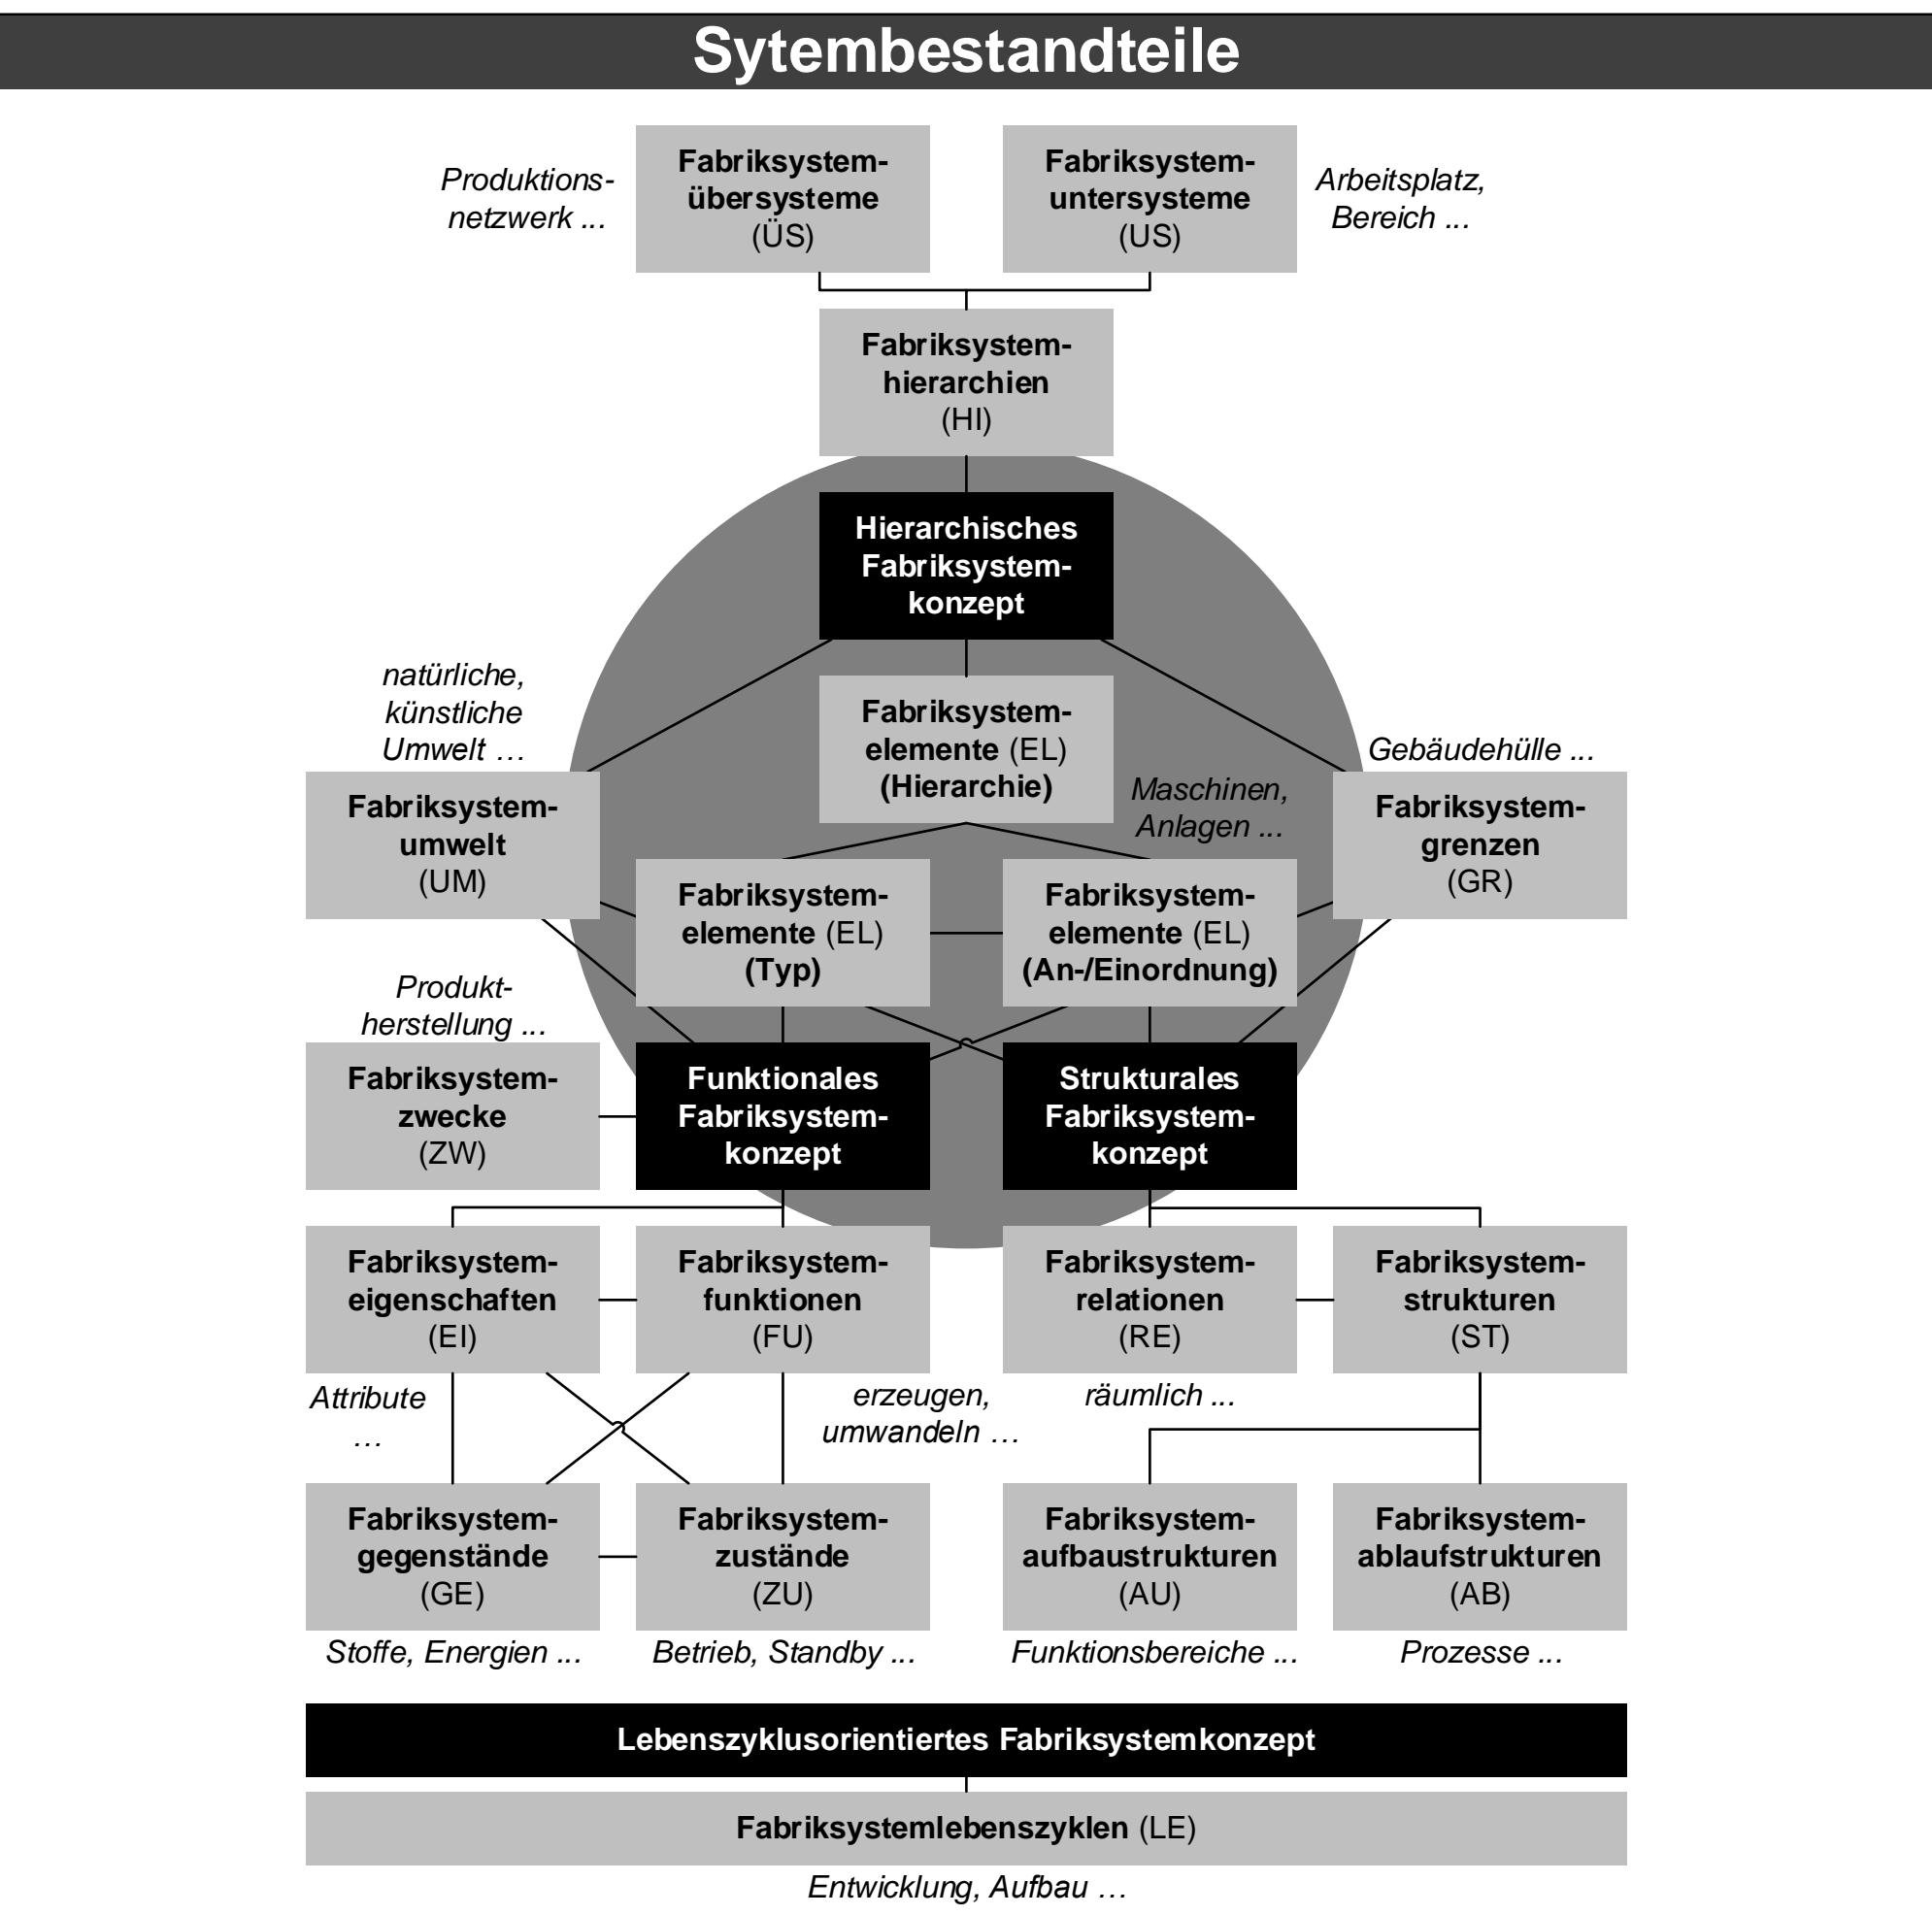 Sytembestandteile
Produktions-
netzwerk ...
Fabriksystem-
übersysteme
(ÜS)
Fabriksystem-
untersysteme
(US)
Arbeitsplatz,
Bereich ...
Fabriksystem-
hierarchien
(HI)
Hierarchisches
Fabriksystem-
konzept
natürliche,
künstliche
Umwelt …
Fabriksystem-
elemente (EL)
(Hierarchie)
Maschinen,
Anlagen ...
Gebäudehülle ...
Fabriksystem-
umwelt
(UM)
Fabriksystem-
grenzen
(GR)
Fabriksystem-
elemente (EL)
(Typ)
Fabriksystem-
elemente (EL)
(An-/Einordnung)
Produkt-
herstellung ...
Fabriksystem-
zwecke
(ZW)
Funktionales
Fabriksystem-
konzept
Strukturales
Fabriksystem-
konzept
Fabriksystem-
eigenschaften
(EI)
Fabriksystem-
funktionen
(FU)
Fabriksystem-
relationen
(RE)
Fabriksystem-
strukturen
(ST)
Attribute
…
erzeugen,
umwandeln …
räumlich ...
Fabriksystem-
gegenstände
(GE)
Fabriksystem-
zustände
(ZU)
Fabriksystem-
aufbaustrukturen
(AU)
Fabriksystem-
ablaufstrukturen
(AB)
Stoffe, Energien ...
Betrieb, Standby ...
Funktionsbereiche ...
Prozesse ...
Lebenszyklusorientiertes Fabriksystemkonzept
Fabriksystemlebenszyklen (LE)
Entwicklung, Aufbau …